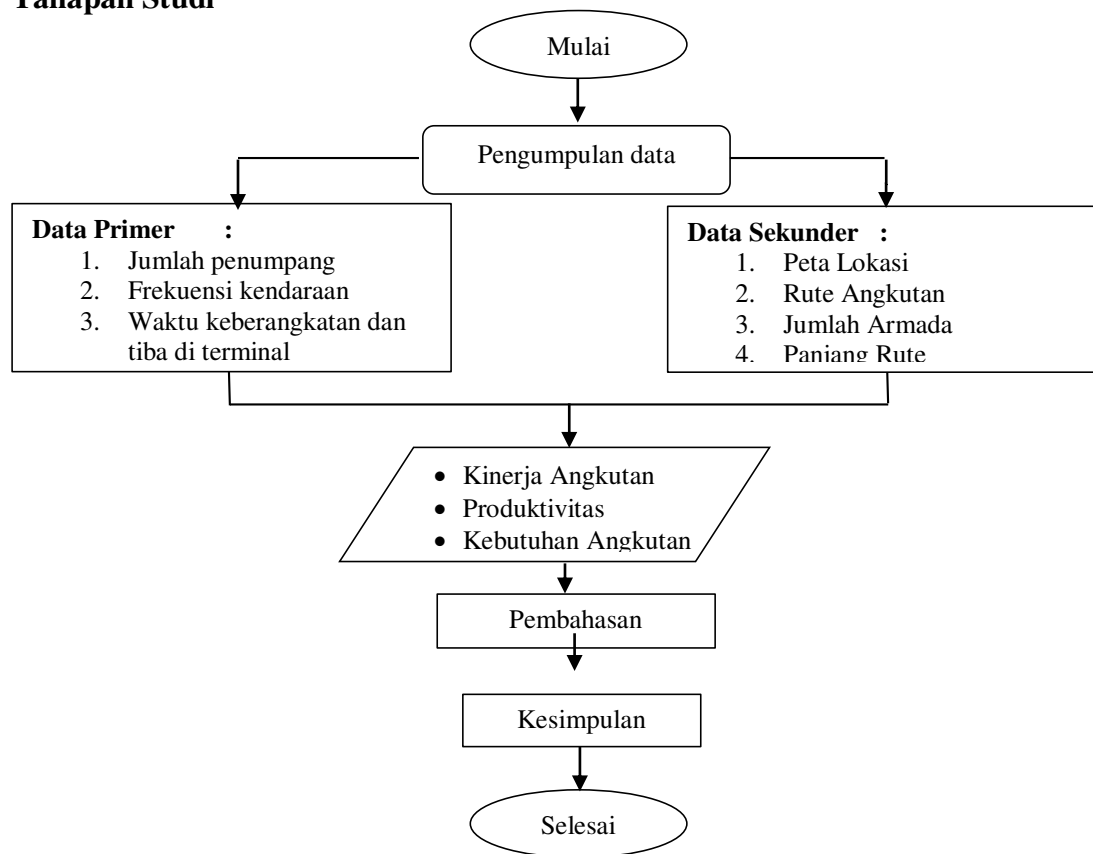 Tahapan Studi
Mulai
Pengumpulan data
Data Primer :
1. Jumlah penumpang
2. Frekuensi kendaraan
3. Waktu keberangkatan dan
tiba di terminal
Data Sekunder :
1. Peta Lokasi
2. Rute Angkutan
3. Jumlah Armada
4. Panjang Rute
• Kinerja Angkutan
• Produktivitas
• Kebutuhan Angkutan
Pembahasan
Kesimpulan
Selesai